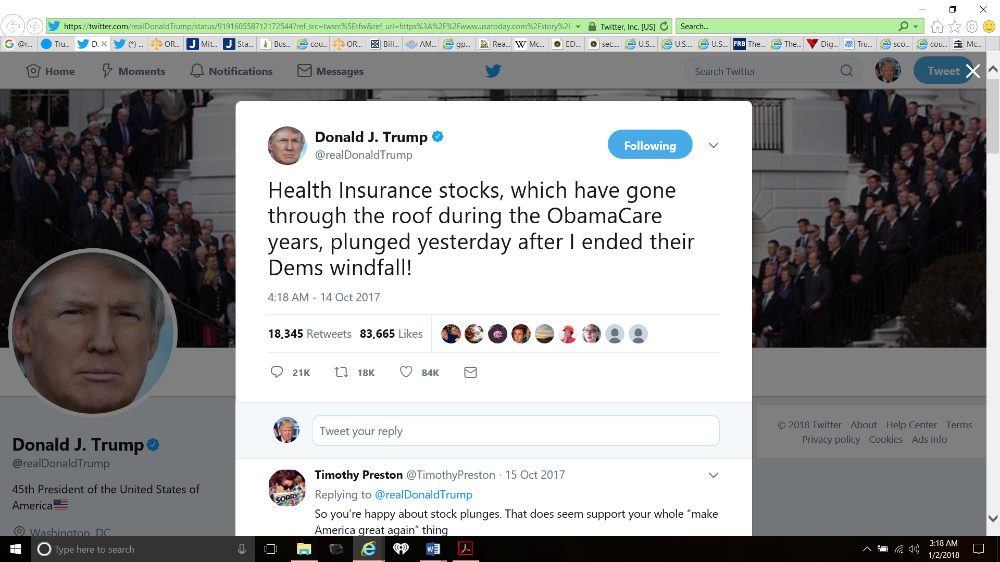 https://twitter.com/realDonaldTrump/status/919160558712172544?ref_src=twsrc%5Etfw&ref_url=https%3A%2F%2Fwww.usatoday.com%2Fstory%2F
Twitter, Inc. [US]
Search...
@r... Tru... D. (*) ... OR... Mit... Sta... Bus... cou... OR... Bill... AM... gp... Rea... Mc... ED... sec.... U.S.... U.S.... U.S.... The... The... Dig... Tru... sco... cou... Mc...
Home Moments Notifications Messages Search Twitter Tweet
Donald J. Trump
@realDonaldTrump
Following
Health Insurance stocks, which have gone
through the roof during the ObamaCare
years, plunged yesterday after I ended their
Dems windfall!
4:18 AM - 14 Oct 2017
18,345 Retweets 83,665 Likes
21K 18K 84K
Tweet your reply
Timothy Preston @TimothyPreston · 15 Oct 2017
Replying to @realDonaldTrump
So you’re happy about stock plunges. That does seem support your whole “make
America great again” thing
SORRY!
Donald J. Trump
@realDonaldTrump
45th President of the United States of
America
Washington, DC
© 2018 Twitter About Help Center Terms
Privacy policy Cookies Ads info
Type here to search
3:18 AM
1/2/2018